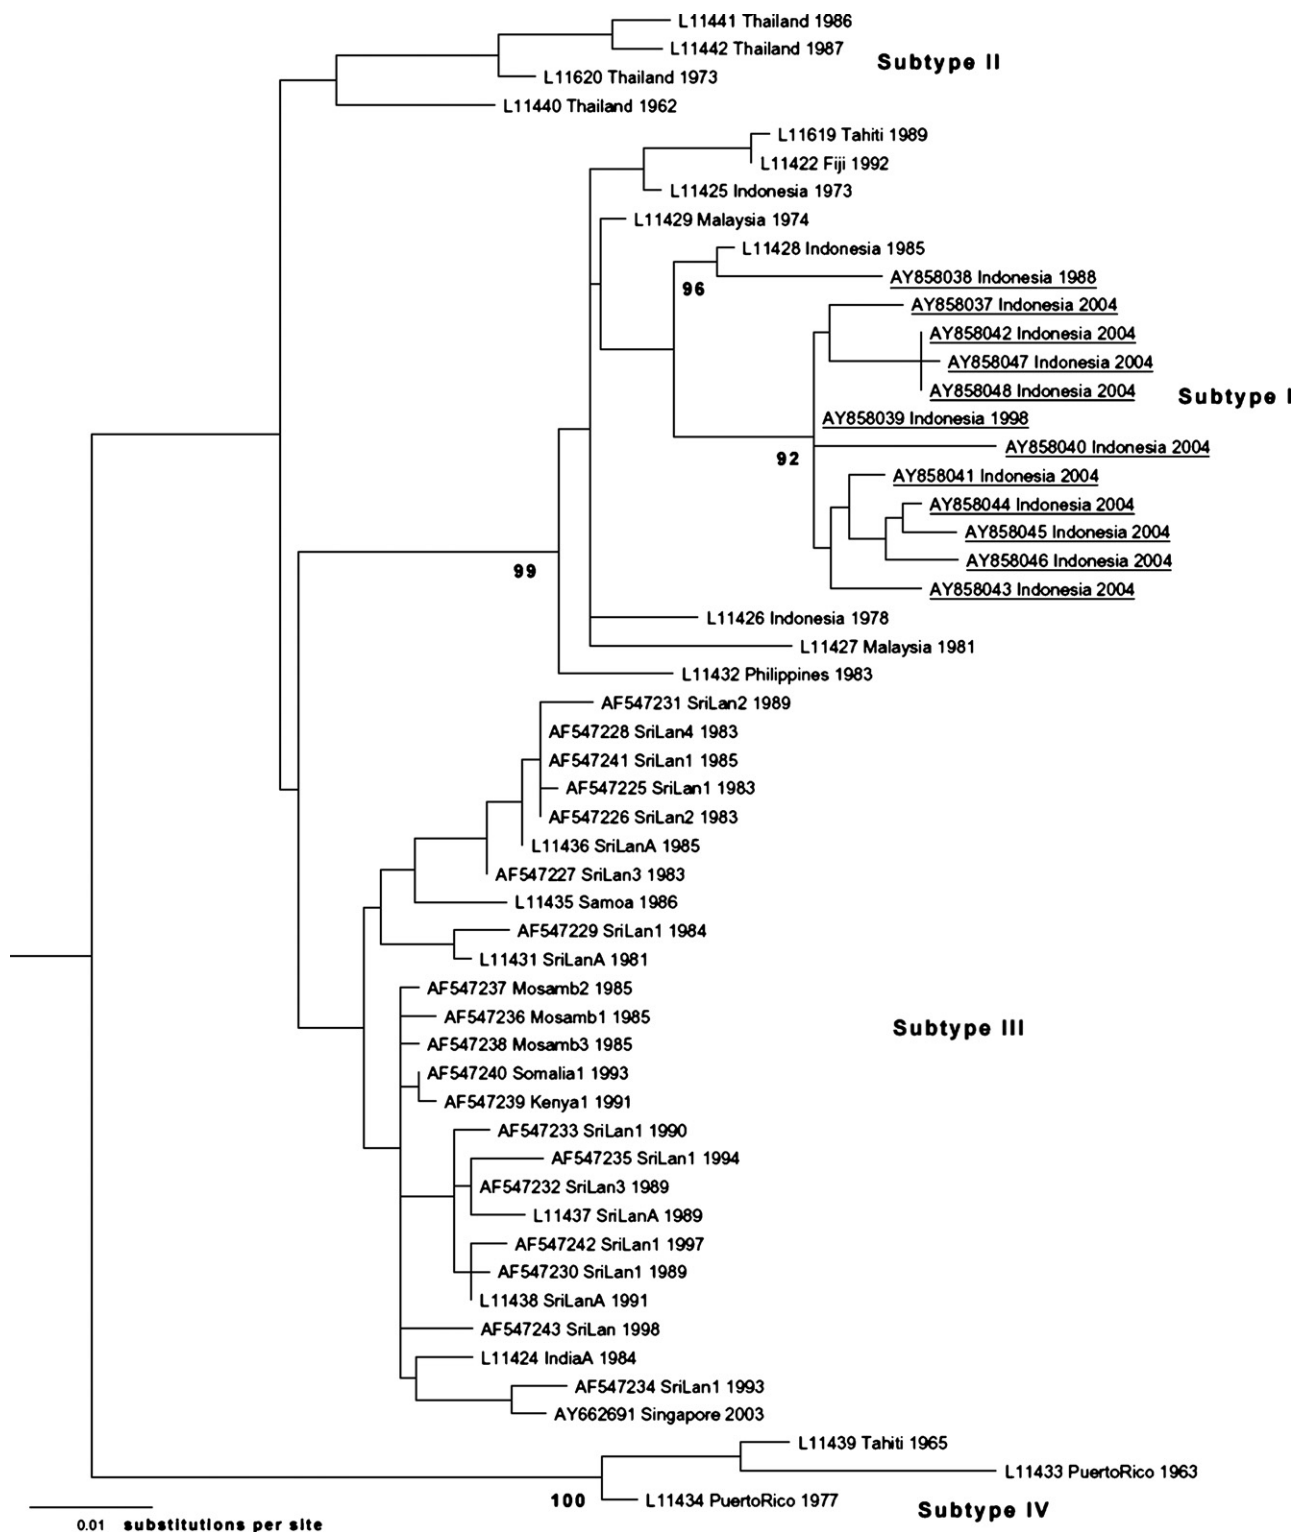 L11441 Thailand 1986
L11442 Thailand 1987
Subtype II
L11620 Thailand 1973
L11440 Thailand 1962
L11619 Tahiti 1989
L11422 Fiji 1992
L11425 Indonesia 1973
L11429 Malaysia 1974
L11428 Indonesia 1985
AY858038 Indonesia 1988
96
AY858037 Indonesia 2004
AY858042 Indonesia 2004
AY858047 Indonesia 2004
AY858048 Indonesia 2004
Subtype I
AY858039 Indonesia 1998
AY858040 Indonesia 2004
92
AY858041 Indonesia 2004
AY858044 Indonesia 2004
AY858045 Indonesia 2004
AY858046 Indonesia 2004
99
AY858043 Indonesia 2004
L11426 Indonesia 1978
L11427 Malaysia 1981
L11432 Philippines 1983
AF547231 SriLan2 1989
AF547228 SriLan4 1983
AF547241 SriLan1 1985
AF547225 SriLan1 1983
AF547226 SriLan2 1983
L11436 SriLanA 1985
AF547227 SriLan3 1983
L11435 Samoa 1986
AF547229 SriLan1 1984
L11431 SriLanA 1981
AF547237 Mosamb2 1985
AF547236 Mosamb1 1985
Subtype III
AF547238 Mosamb3 1985
AF547240 Somalia1 1993
AF547239 Kenya1 1991
AF547233 SriLan1 1990
AF547235 SriLan1 1994
AF547232 SriLan3 1989
L11437 SriLanA 1989
AF547242 SriLan1 1997
AF547230 SriLan1 1989
L11438 SriLanA 1991
AF547243 SriLan 1998
L11424 IndiaA 1984
AF547234 SriLan1 1993
AY662691 Singapore 2003
L11439 Tahiti 1965
L11433 PuertoRico 1963
100
L11434 PuertoRico 1977
Subtype IV
0.01 substitutions per site